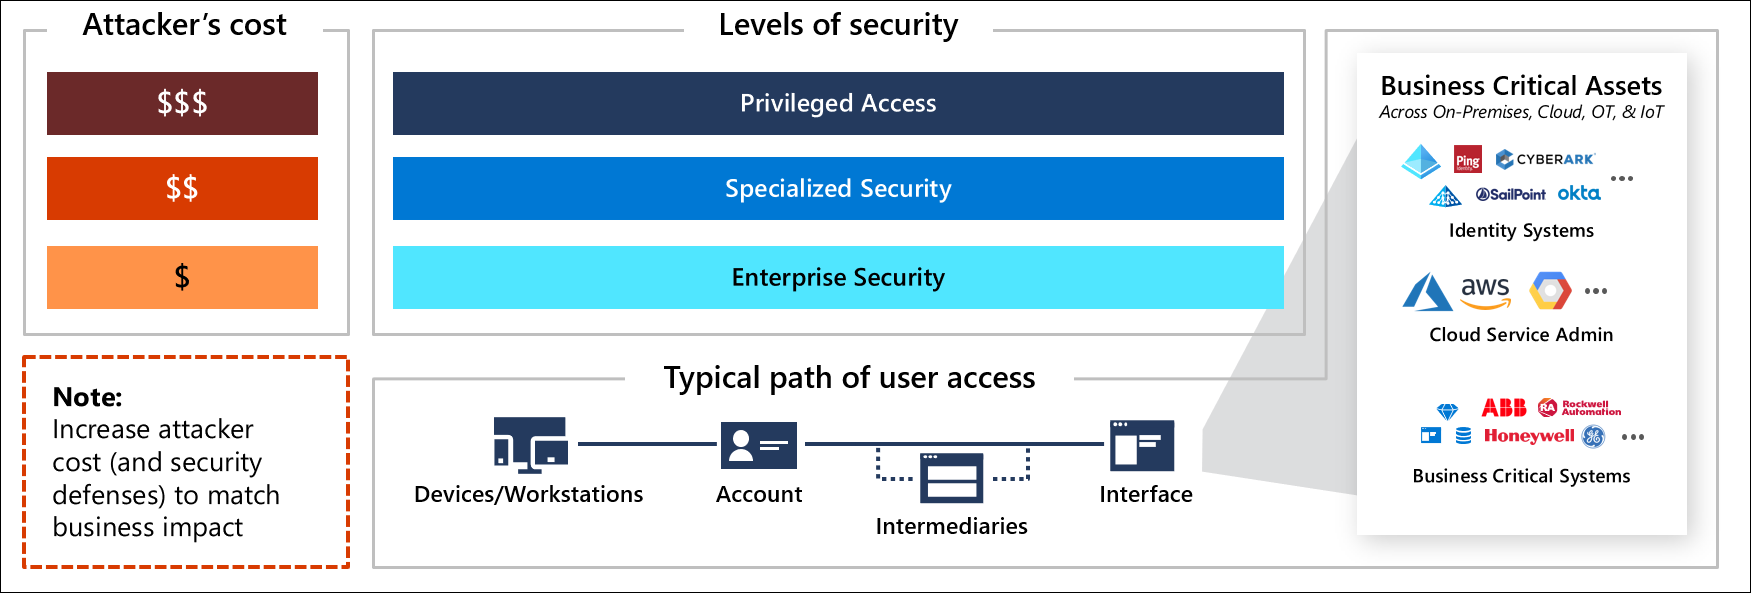 Attacker's cost
$$$
$$
$
Levels of security
Privileged Access
Specialized Security
Enterprise Security
Note:
Increase attacker
cost (and security
defenses) to match
business impact
Typical path of user access
Devices/Workstations
Account
Intermediaries
Interface
Business Critical Assets
Across On-Premises, Cloud, OT, & IoT
Ping
Identity
CYBERARK
SailPoint
okta
Identity Systems
aws
Cloud Service Admin
ABB
RA
Rockwell
Automation
Honeywell
GE
Business Critical Systems